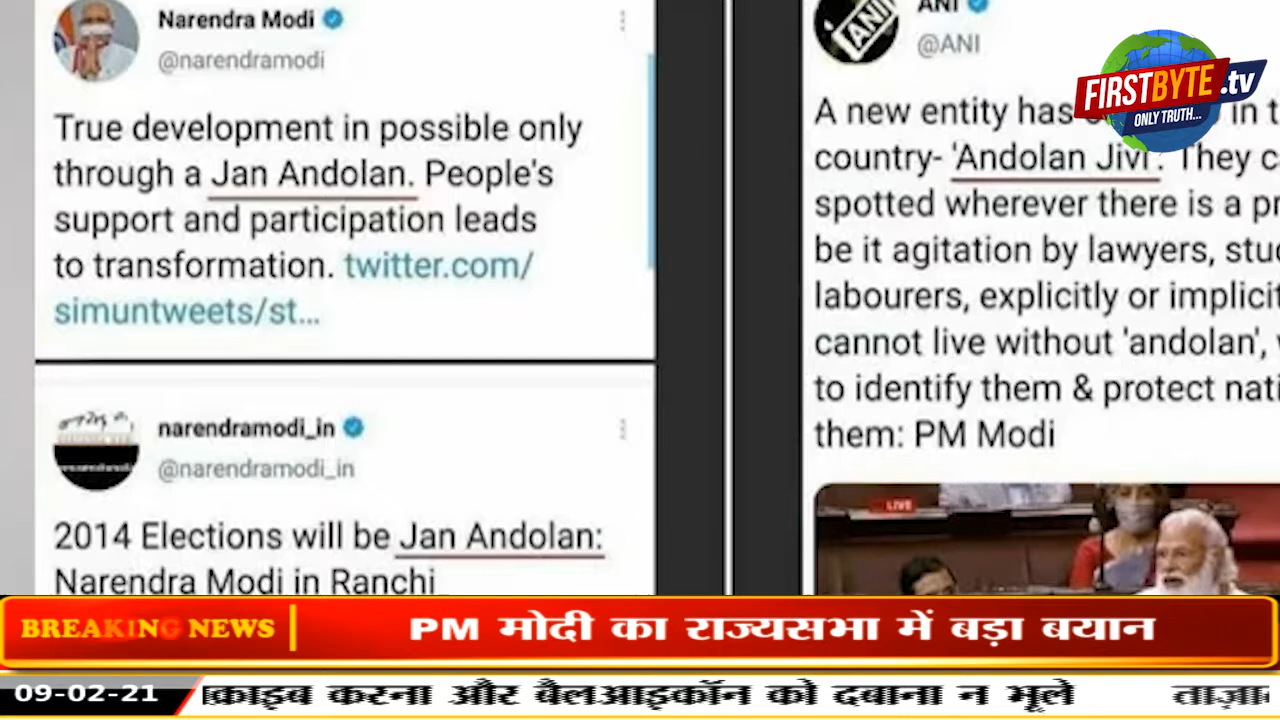 Narendra Modi
@narendramodi
True development in possible only
through a Jan Andolan. People's
support and participation leads
to transformation. twitter.com/
simuntweets/st...
narendramodi_in
@narendramodi_in
2014 Elections will be Jan Andolan:
Narendra Modi in Ranchi
ANI
@ANI
A new entity has in
country- 'Andolan Jivi'. They
spotted wherever there is a
be it agitation by lawyers,
labourers, explicitly or
cannot live without 'andolan',
to identify them & protect
them: PM Modi
LIVE
FIRSTBYTE.tv
ONLY TRUTH...
BREAKING NEWS
PM मोदी का राज्यसभा में बड़ा बयान
09-02-21
करना और बैलआइकॉन को दबाना न भूले